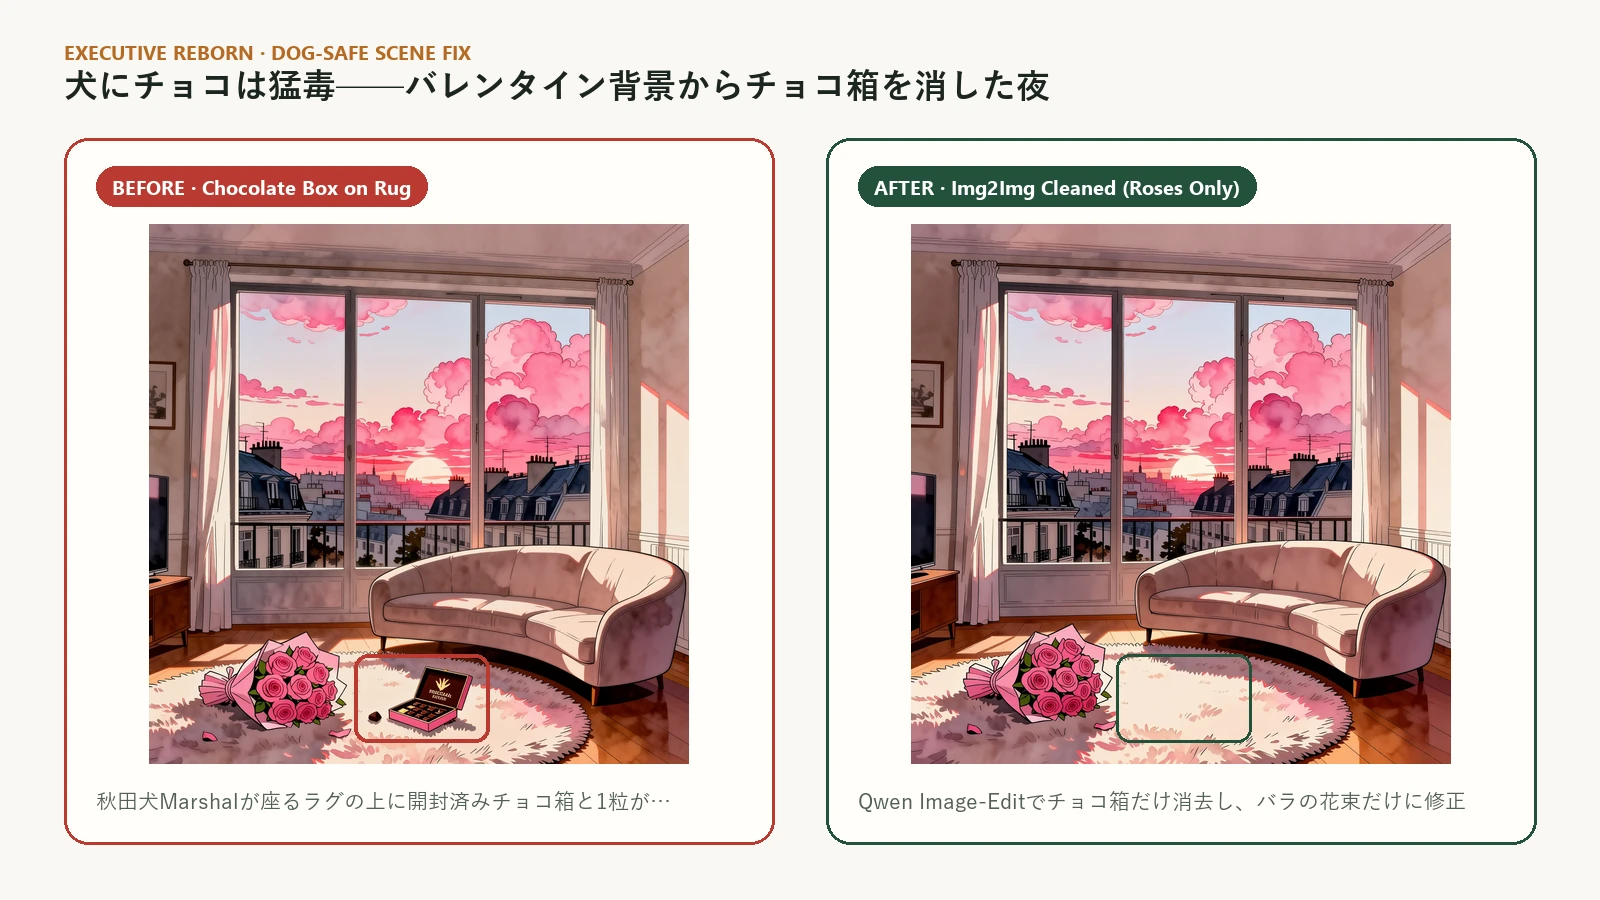 EXECUTIVE REBORN · DOG-SAFE SCENE FIX
犬にチョコは猛毒——バレンタイン背景からチョコ箱を消した夜
BEFORE · Chocolate Box on Rug
AFTER · Img2Img Cleaned (Roses Only)
秋田犬Marshalが座るラグの上に開封済みチョコ箱と1粒が…
Qwen Image-Editでチョコ箱だけ消去し、バラの花束だけに修正